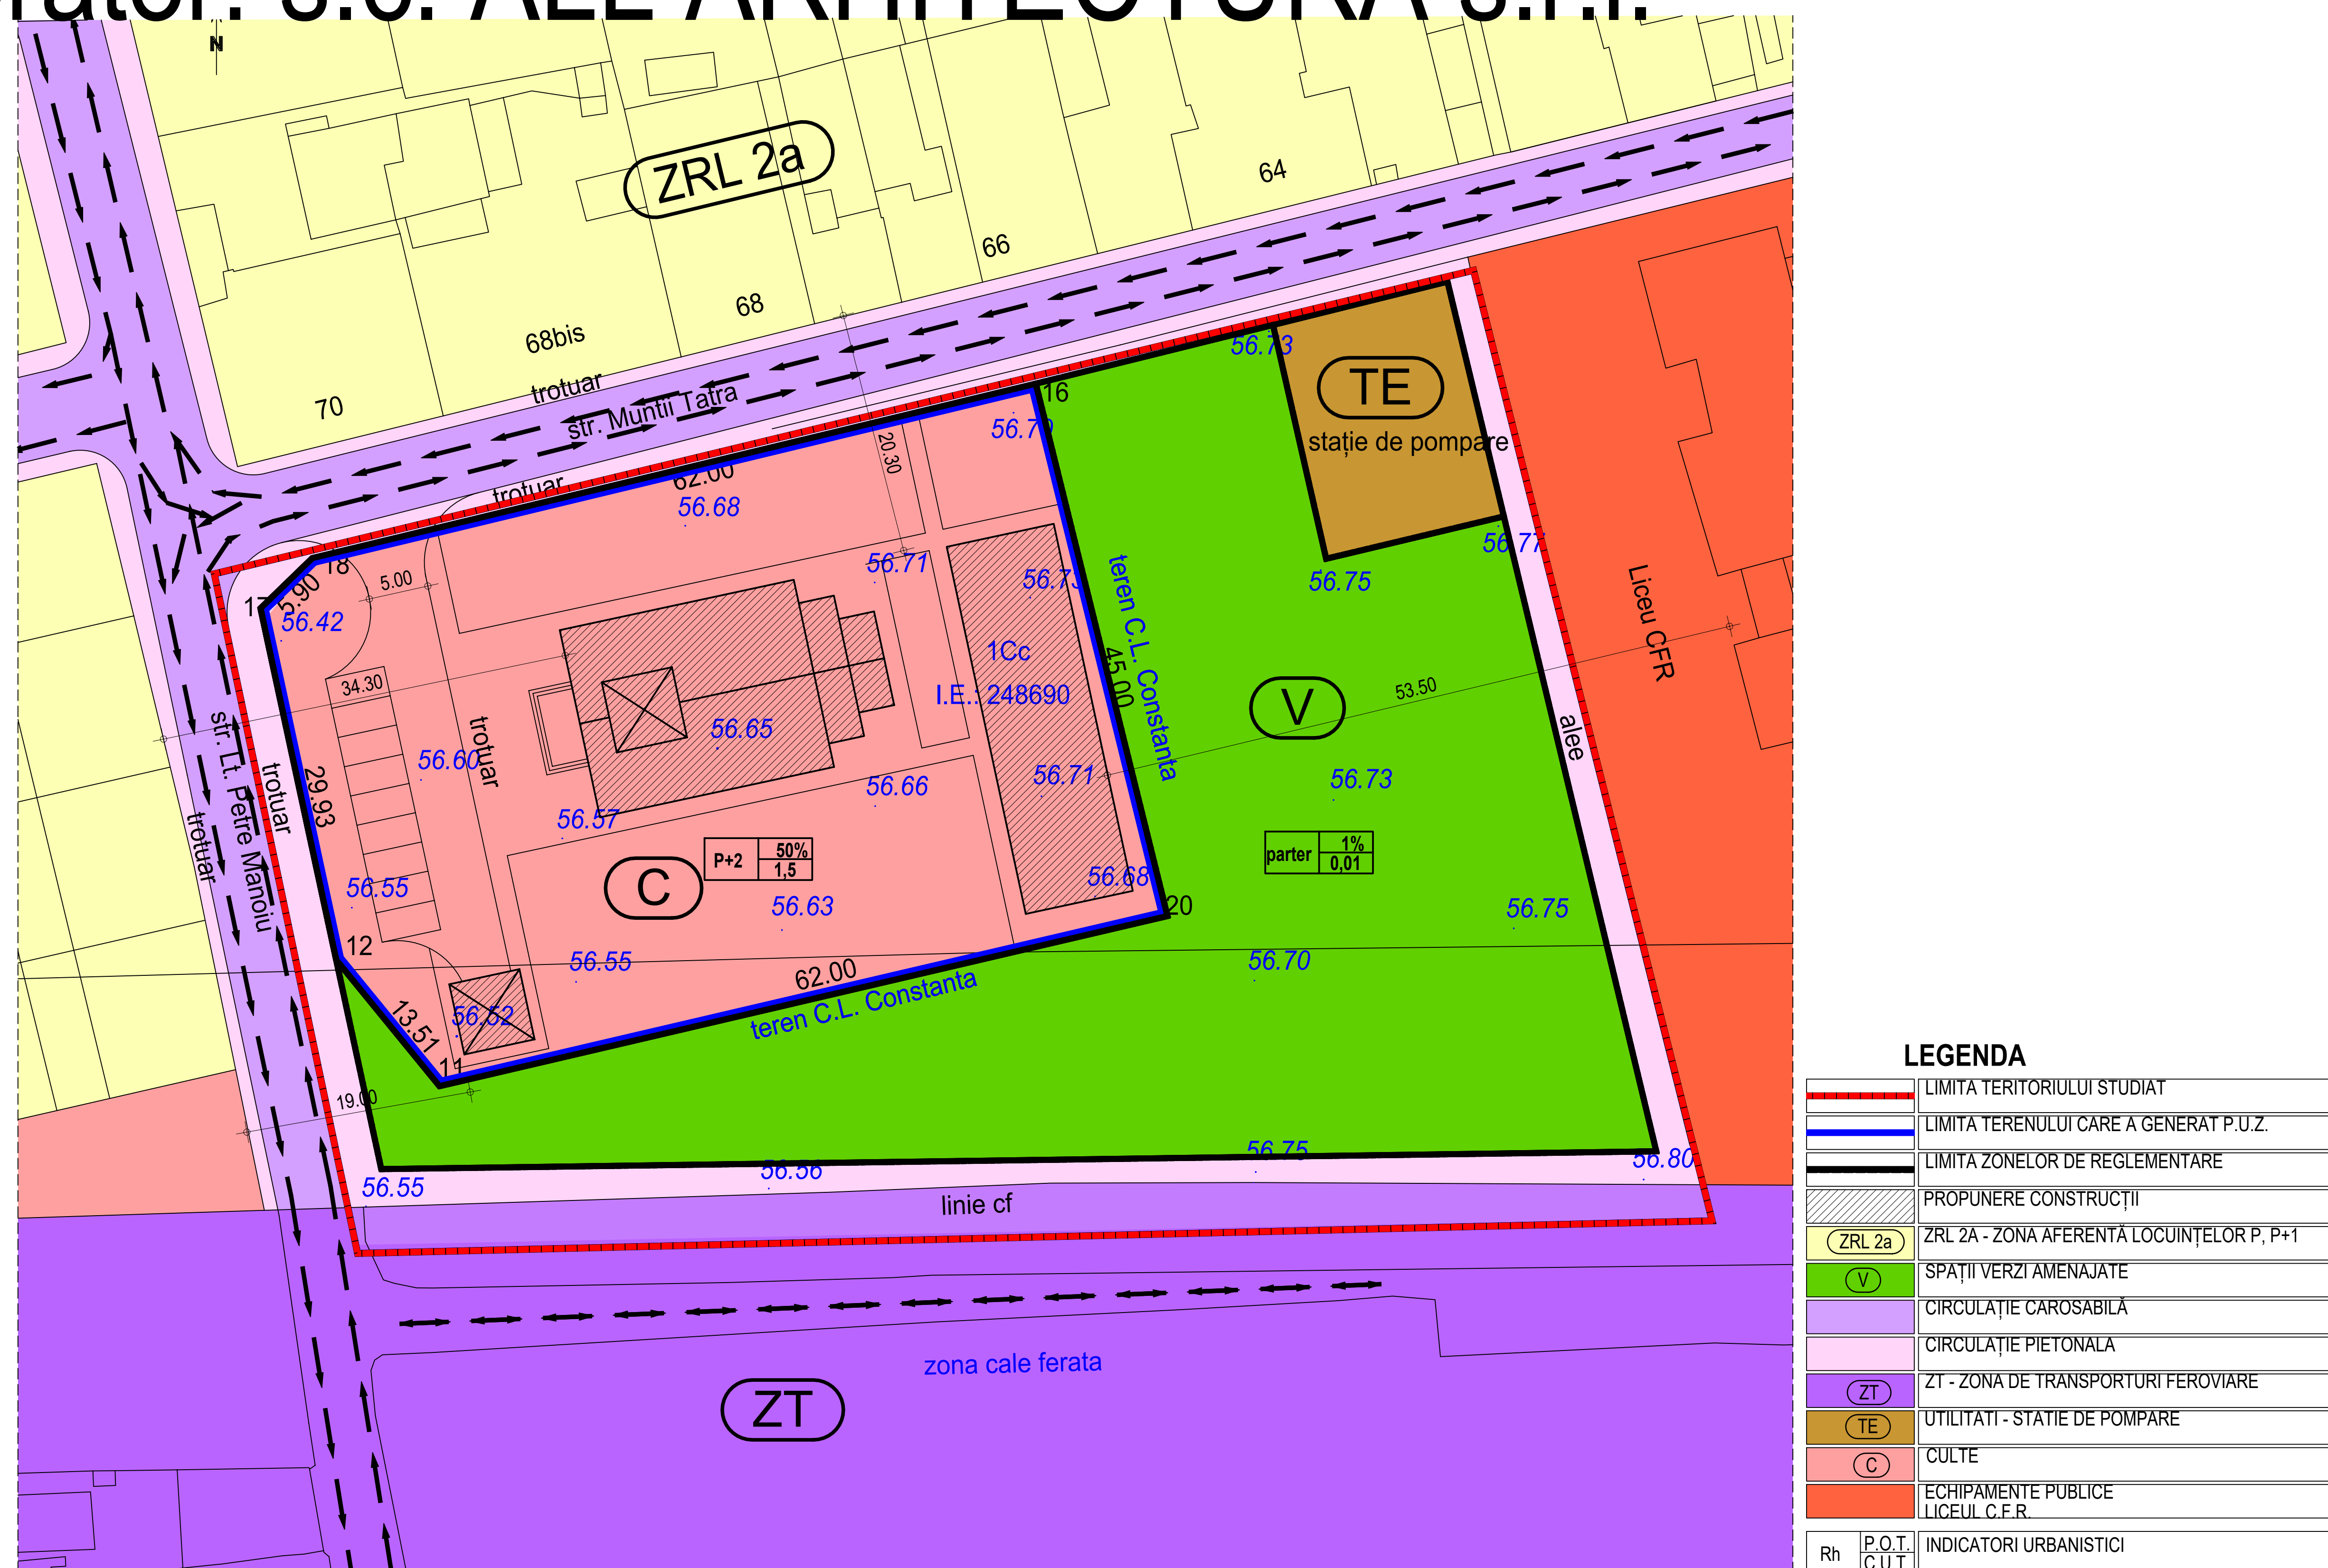 s.c. ALL ARHITECTURA s.r.l.
N
ZRL 2a
64
66
68
68bis
70
trotuar
str. Muntii Tatra
trotuar
62.00
20.30
16
56.73
TE
stație de pompare
56.68
56.71
56.77
56.75
18
5.90
5.00
17
56.42
1Cc
I.E.: 248690
teren C.L. Constanta
45.00
V
53.50
Liceu CFR
alee
34.30
56.65
56.60
trotuar
56.71
56.73
56.66
56.57
29.93
trotuar
str. Lt. Petre Manoiu
trotuar
P+2
50%
1,5
parter
1%
0,01
C
56.55
56.63
56.68
20
56.75
12
56.55
62.00
56.70
teren C.L. Constanta
13.51
56.52
11
19.00
56.55
56.56
56.75
56.80
linie cf
zona cale ferata
ZT
LEGENDA
LIMITA TERITORIULUI STUDIAT
LIMITA TERENULUI CARE A GENERAT P.U.Z.
LIMITA ZONELOR DE REGLEMENTARE
PROPUNERE CONSTRUCȚII
ZRL 2a ZRL 2A - ZONA AFERENTĂ LOCUINȚELOR P, P+1
V SPAȚII VERZI AMENAJATE
CIRCULAȚIE CAROSABILĂ
CIRCULAȚIE PIETONALA
ZT ZT - ZONA DE TRANSPORTURI FEROVIARE
TE UTILITATI - STATIE DE POMPARE
C CULTE
ECHIPAMENTE PUBLICE
LICEUL C.F.R.
Rh P.O.T. INDICATORI URBANISTICI
C.U.T.